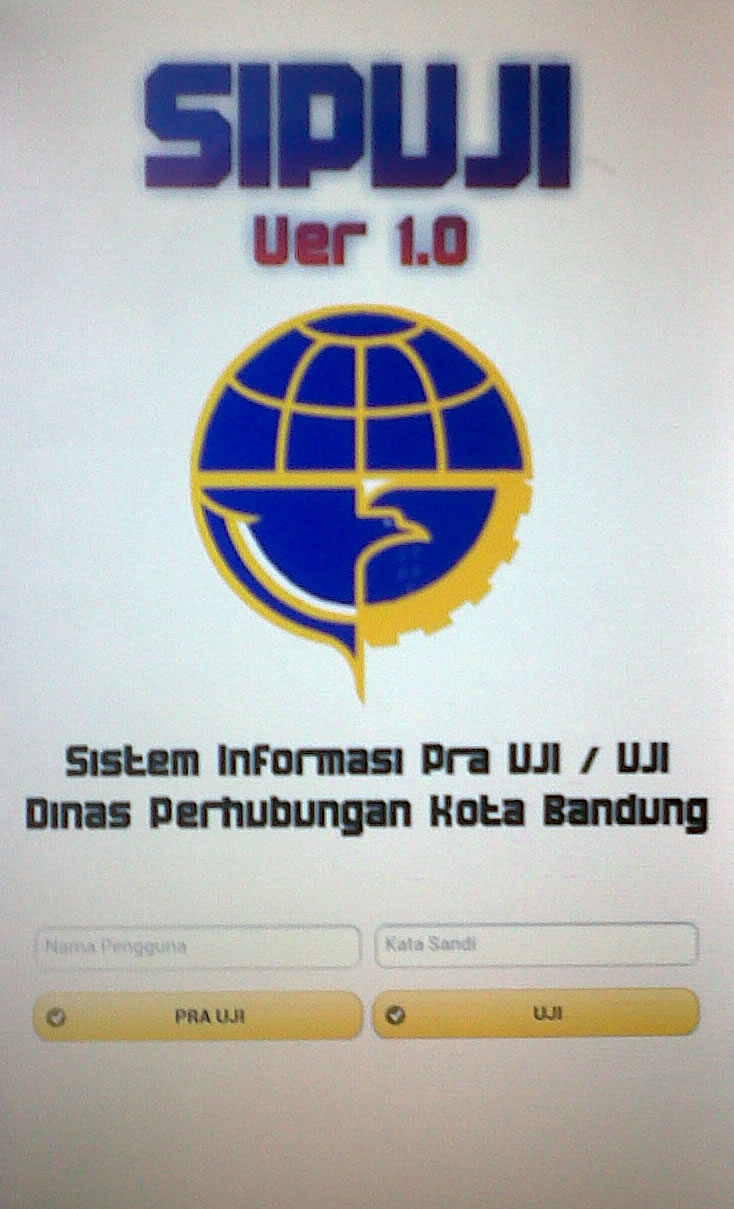 SIPUJI
Ver 1.0
Sistem Informasi Pra UJI / UJI
Dinas Perhubungan Kota Bandung
Nama Pengguna
Kata Sandi
PRA UJI
UJI